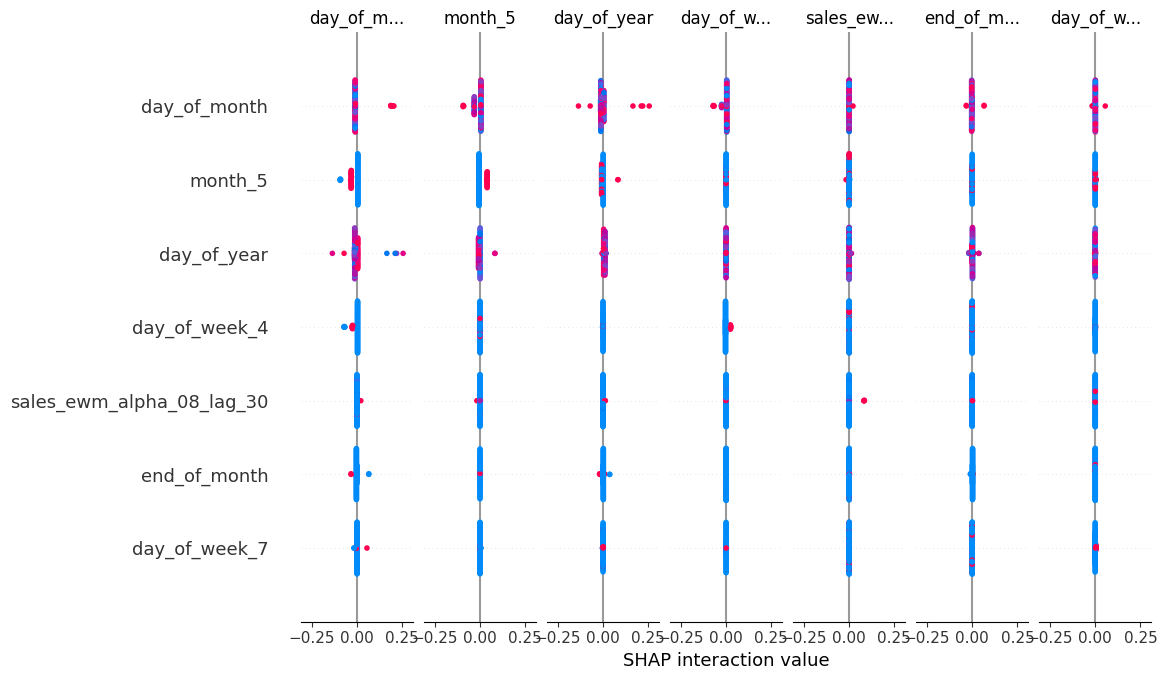 day_of_m... month_5 day_of_year day_of_w... sales_ew... end_of_m... day_of_w...
day_of_month
month_5
day_of_year
day_of_week_4
sales_ewm_alpha_08_lag_30
end_of_month
day_of_week_7
−0.25 0.00 0.25 −0.25 0.00 0.25 −0.25 0.00 0.25 −0.25 0.00 0.25 −0.25 0.00 0.25 −0.25 0.00 0.25 −0.25 0.00 0.25
SHAP interaction value